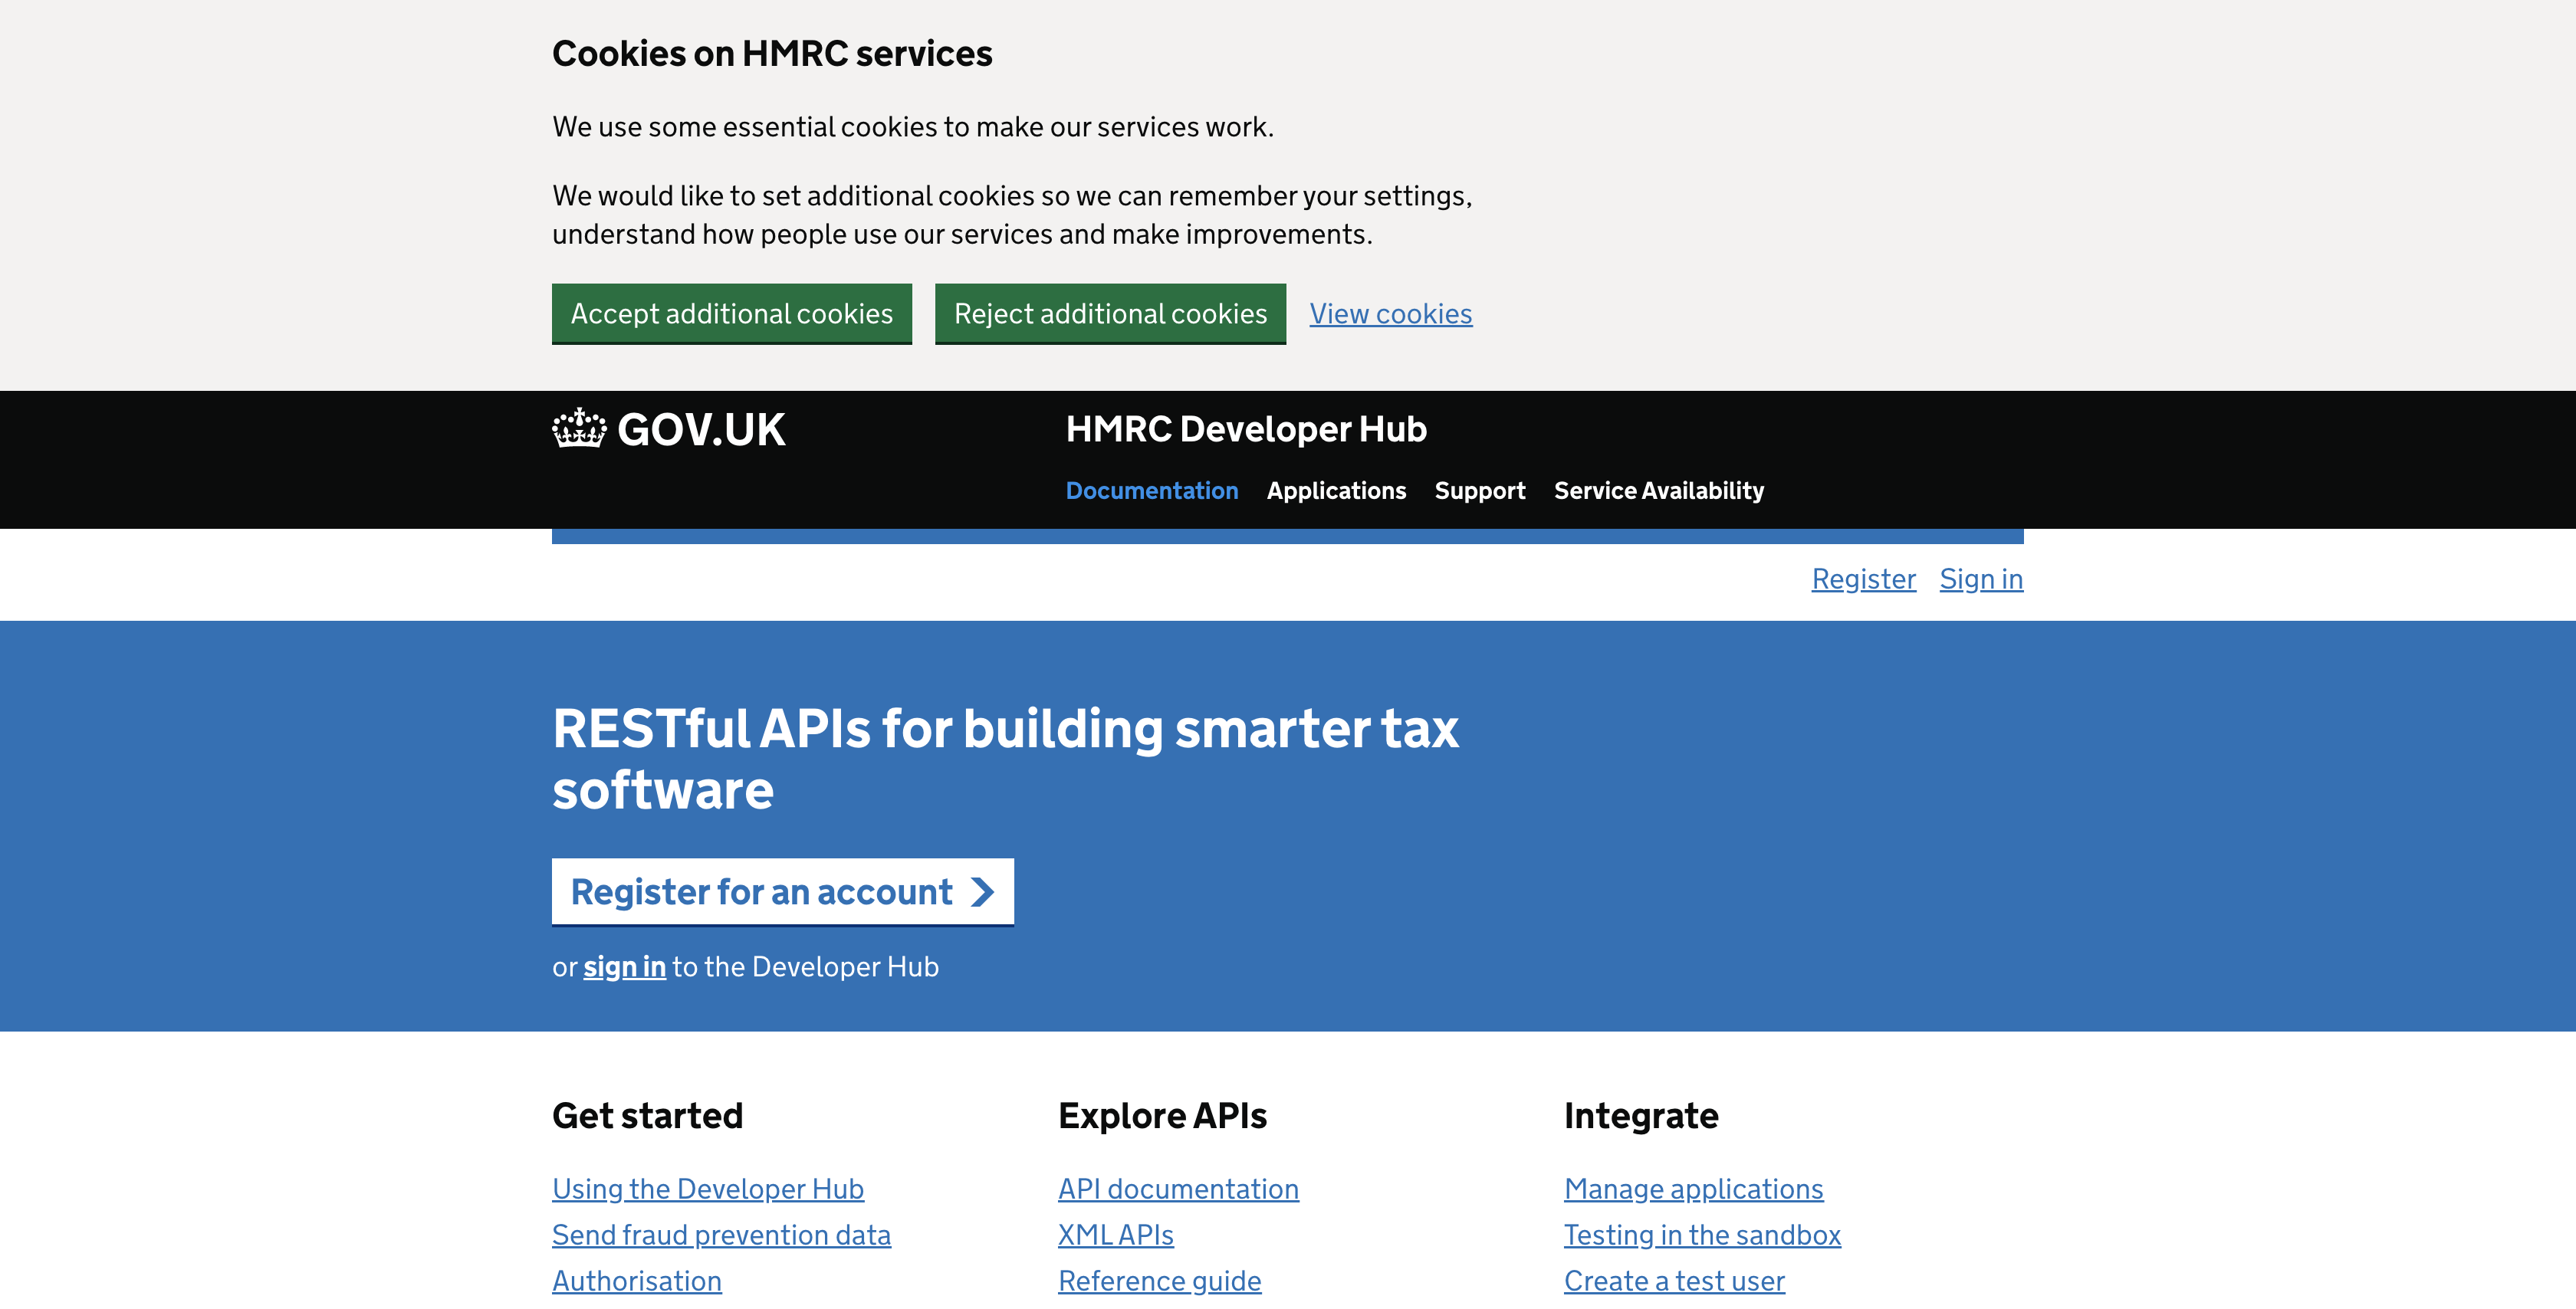 Cookies on HMRC services
We use some essential cookies to make our services work.
We would like to set additional cookies so we can remember your settings,
understand how people use our services and make improvements.
Accept additional cookies
Reject additional cookies
View cookies
GOV.UK
HMRC Developer Hub
Documentation
Applications
Support
Service Availability
Register
Sign in
RESTful APIs for building smarter tax
software
Register for an account
or sign in to the Developer Hub
Get started
Using the Developer Hub
Send fraud prevention data
Authorisation
Explore APIs
API documentation
XML APIs
Reference guide
Integrate
Manage applications
Testing in the sandbox
Create a test user